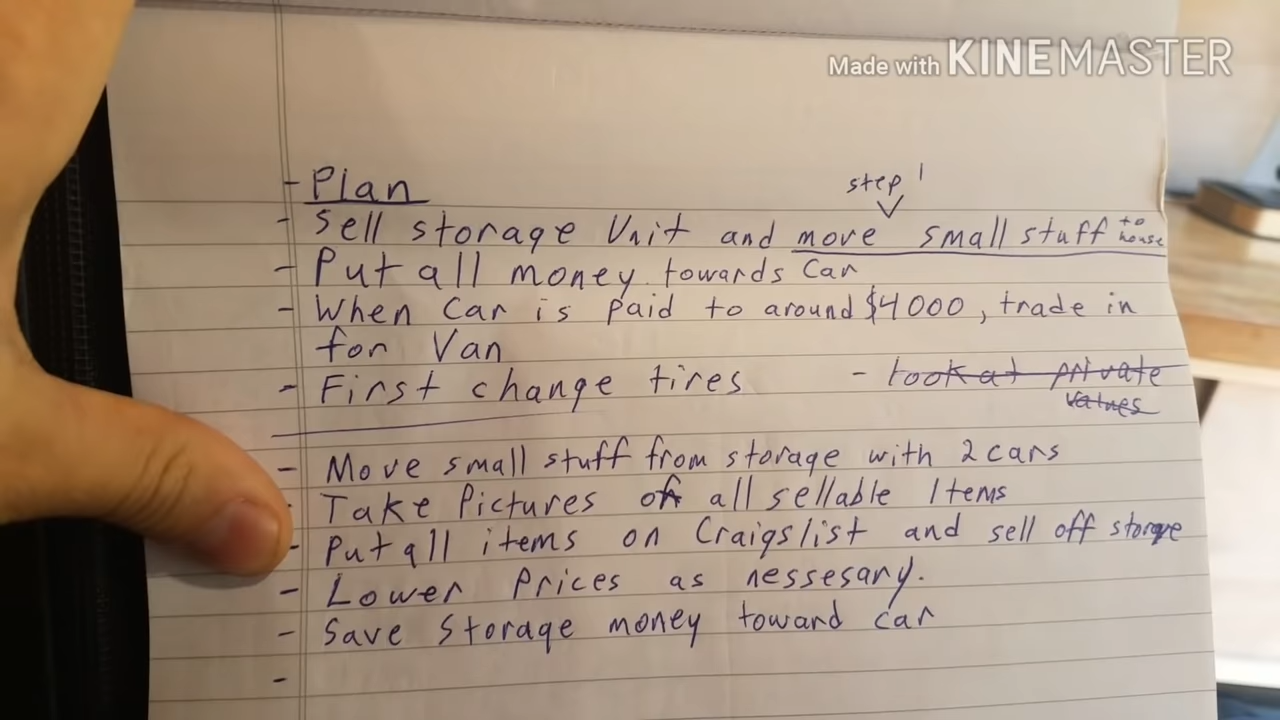 Made with KINEMASTER
- Plan
step 1
- Sell storage Unit and move small stuff to house
- Put all money towards Car
- When Car is paid to around $4000, trade in
for Van
- First change tires - look at private
values
- Move small stuff from storage with 2 cars
- Take Pictures of all sellable Items
- Put all items on Craigslist and sell off storage
- Lower Prices as nessesary.
- Save Storage money toward car
-